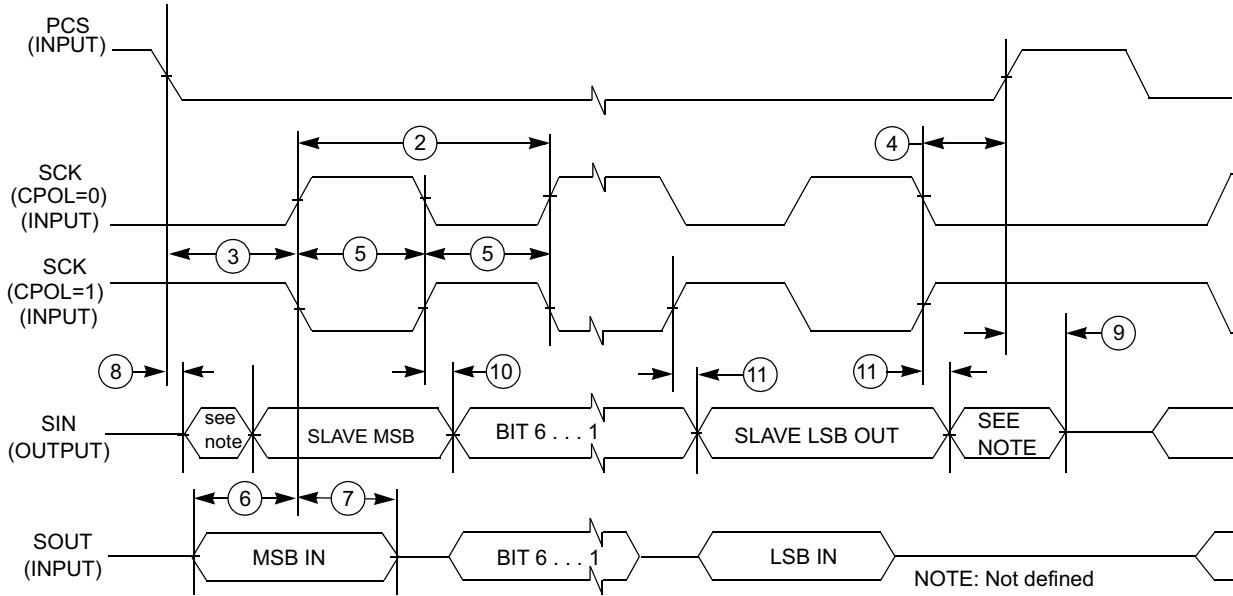 PCS
(INPUT)
2
4
SCK
(CPOL=0)
(INPUT)
3
5
5
SCK
(CPOL=1)
(INPUT)
8
10
11
11
9
SIN
(OUTPUT)
see
note
SLAVE MSB
BIT 6 . . . 1
SLAVE LSB OUT
SEE
NOTE
6
7
SOUT
(INPUT)
MSB IN
BIT 6 . . . 1
LSB IN
NOTE: Not defined